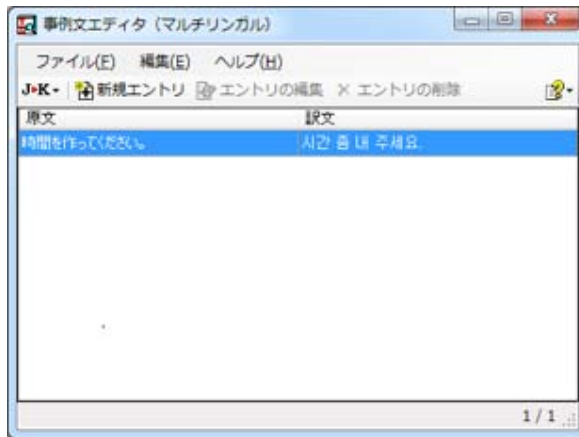 事例文エディタ（マルチリンガル）
ファイル(F) 編集(E) ヘルプ(H)
J▸K 新規エントリ エントリの編集 × エントリの削除
原文 訳文
時間を作ってください。 시간 좀 내 주세요.
1 / 1